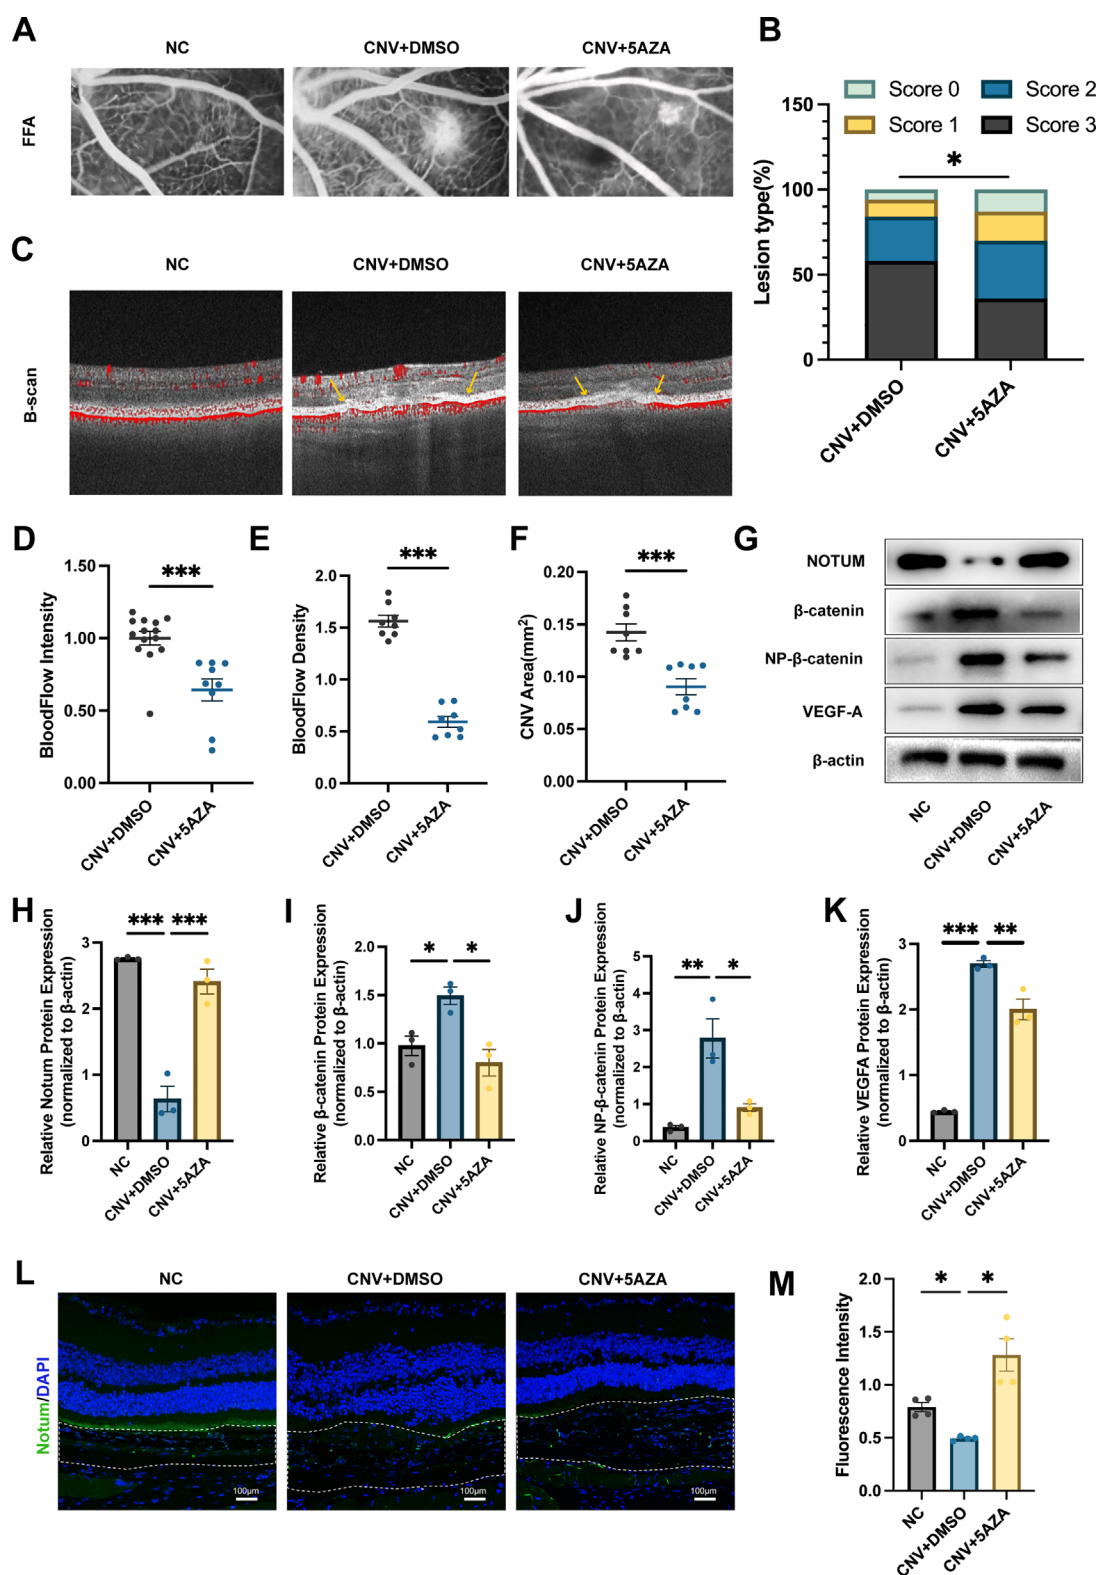 A
NC
CNV+DMSO
CNV+5AZA
FFA
B
Score 0
Score 2
Score 1
Score 3
Lesion type(%)
150
100
50
0
*
CNV+DMSO
CNV+5AZA
C
NC
CNV+DMSO
CNV+5AZA
B-scan
D
BloodFlow Intensity
1.50
1.00
0.50
0.00
***
CNV+DMSO
CNV+5AZA
E
BloodFlow Density
2.0
1.5
1.0
0.5
0.0
***
CNV+DMSO
CNV+5AZA
F
CNV Area(mm²)
0.20
0.15
0.10
0.05
0.00
***
CNV+DMSO
CNV+5AZA
G
NOTUM
β-catenin
NP-β-catenin
VEGF-A
β-actin
NC
CNV+DMSO
CNV+5AZA
H
Relative Notum Protein Expression
(normalized to β-actin)
3
2
1
0
***
***
NC
CNV+DMSO
CNV+5AZA
I
Relative β-catenin Protein Expression
(normalized to β-actin)
2.0
1.5
1.0
0.5
0.0
*
*
NC
CNV+DMSO
CNV+5AZA
J
Relative NP-β-catenin Protein Expression
(normalized to β-actin)
5
4
3
2
1
0
**
*
NC
CNV+DMSO
CNV+5AZA
K
Relative VEGFA Protein Expression
(normalized to β-actin)
3
2
1
0
***
**
NC
CNV+DMSO
CNV+5AZA
L
NC
CNV+DMSO
CNV+5AZA
Notum/DAPI
100μm
100μm
100μm
M
Fluorescence Intensity
2.0
1.5
1.0
0.5
0.0
*
*
NC
CNV+DMSO
CNV+5AZA